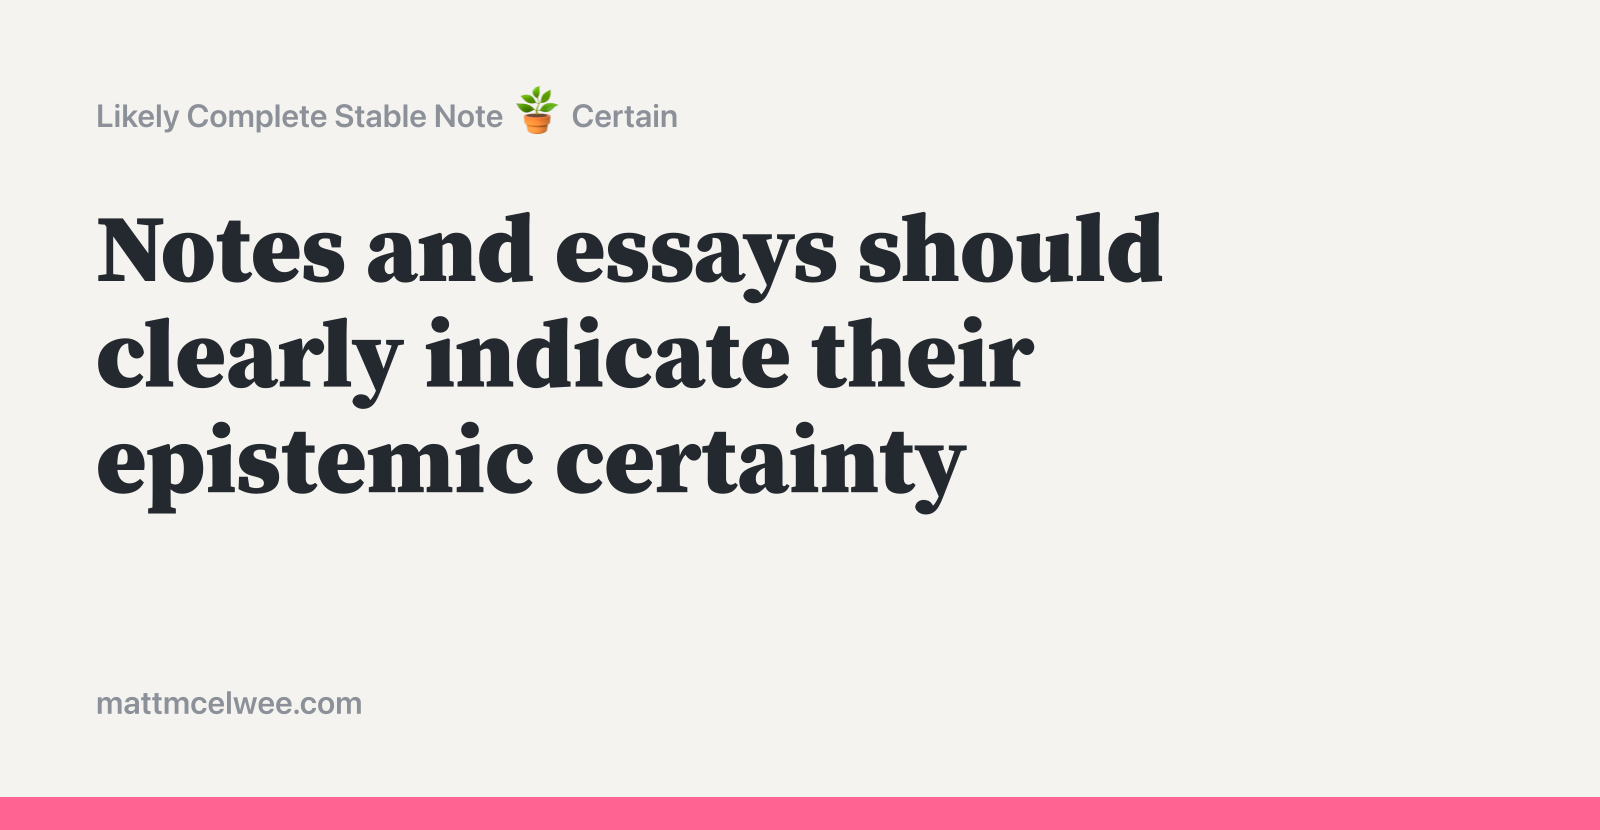 Likely Complete Stable Note 🪴 Certain
Notes and essays should
clearly indicate their
epistemic certainty
mattmcelwee.com